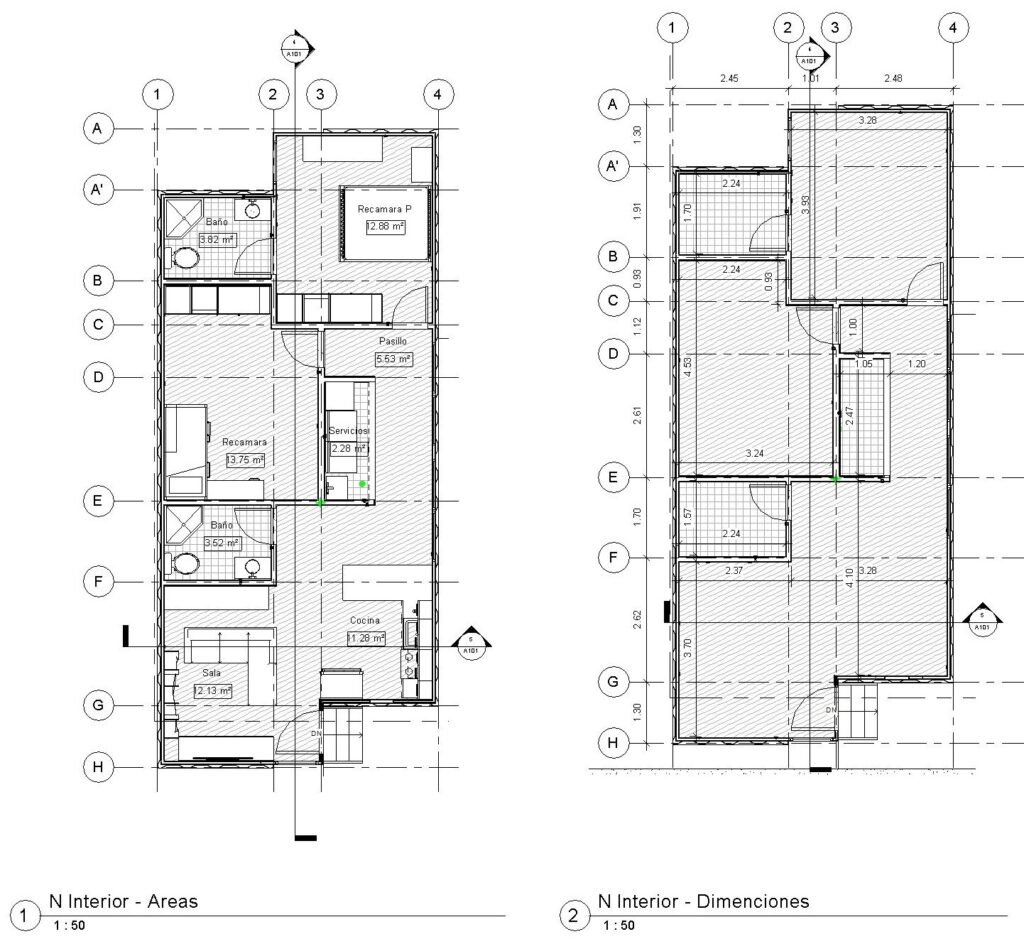 4
A101
1
2
3
4
A
A'
B
C
D
E
F
G
H
Recamara P
12.88 m²
Baño
3.82 m²
Pasillo
5.53 m²
Servicios
2.28 m²
Recamara
13.75 m²
Baño
3.52 m²
Cocina
11.28 m²
Sala
12.13 m²
DN
5
A101
1
N Interior - Areas
1 : 50
1
2
3
4
4
A101
2.45
1.01
2.48
A
A'
B
C
D
E
F
G
H
1.30
1.91
0.93
1.12
2.61
1.70
2.62
1.30
3.28
2.24
1.70
3.93
2.24
0.93
1.00
1.05
1.20
4.53
2.47
3.24
1.57
2.24
2.37
4.10
3.28
3.70
DN
5
A101
2
N Interior - Dimenciones
1 : 50